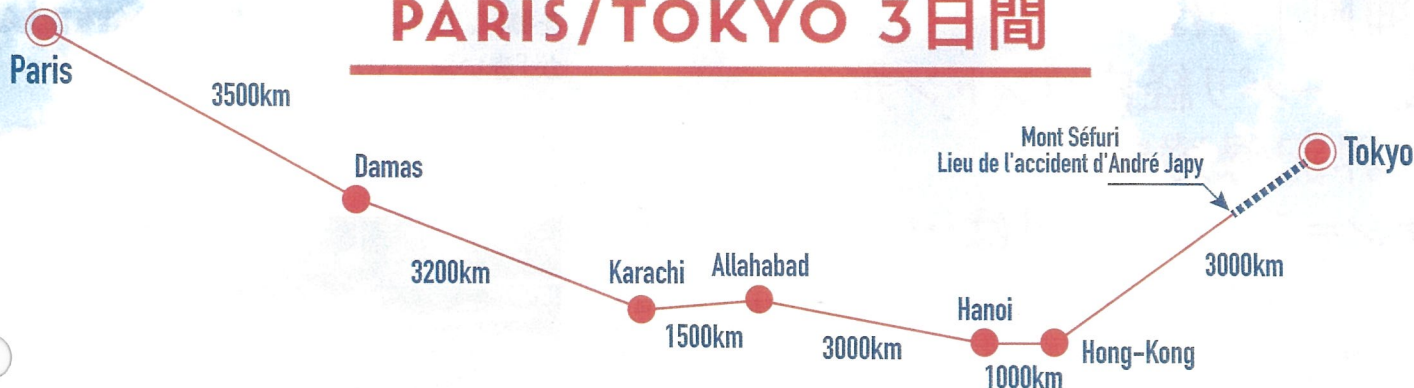 PARIS/TOKYO 3日間
Paris
3500km
Damas
3200km
Karachi
1500km
Allahabad
3000km
Hanoi
1000km
Hong-Kong
3000km
Mont Séfuri
Lieu de l'accident d'André Japy
Tokyo